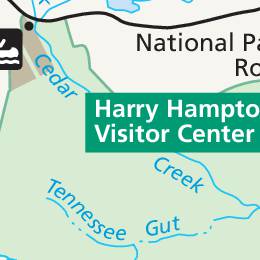 National Pa
Ro
Cedar
Harry Hampto
Visitor Center
Creek
Tennessee Gut